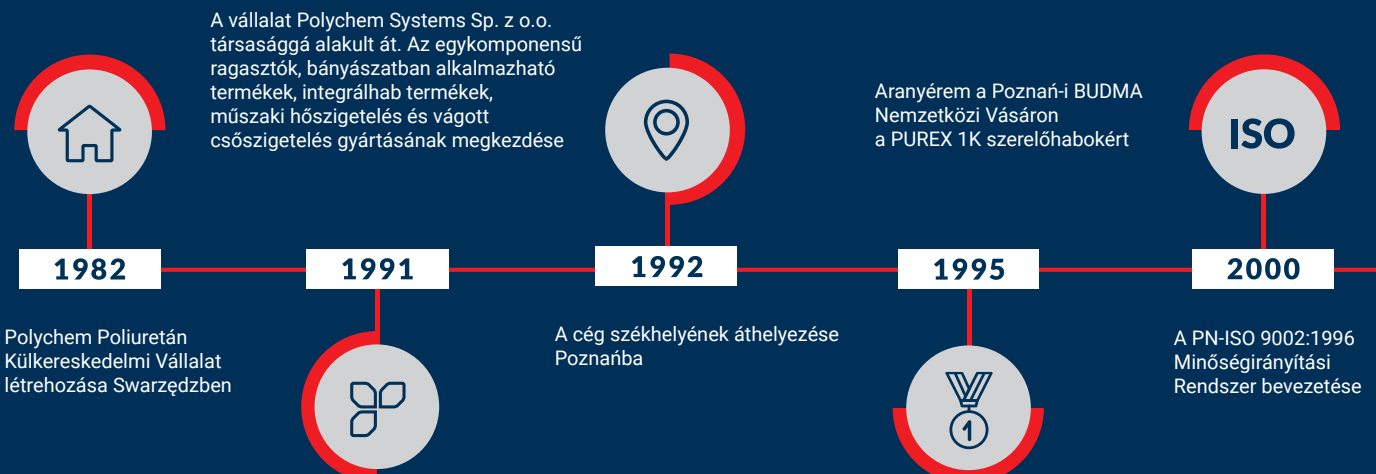 1982
Polychem Poliuretán
Külkereskedelmi Vállalat
létrehozása Swarzędzben
A vállalat Polychem Systems Sp. z o.o.
társasággá alakult át. Az egykomponensű
ragasztók, bányászatban alkalmazható
termékek, integrálhab termékek,
műszaki hőszigetelés és vágott
csőszigetelés gyártásának megkezdése
1991
1992
A cég székhelyének áthelyezése
Poznańba
Aranyérem a Poznań-i BUDMA
Nemzetközi Vásáron
a PUREX 1K szerelőhabokért
1995
1
ISO
2000
A PN-ISO 9002:1996
Minőségirányítási
Rendszer bevezetése